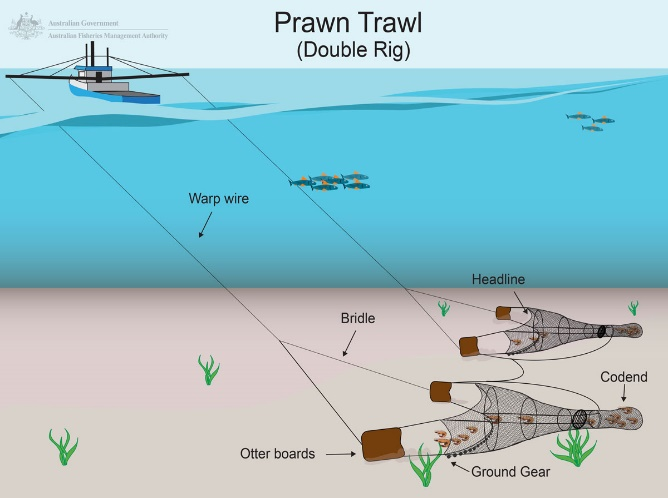 Australian Government
Australian Fisheries Management Authority
Prawn Trawl
(Double Rig)
Warp wire
Headline
Bridle
Codend
Otter boards
Ground Gear